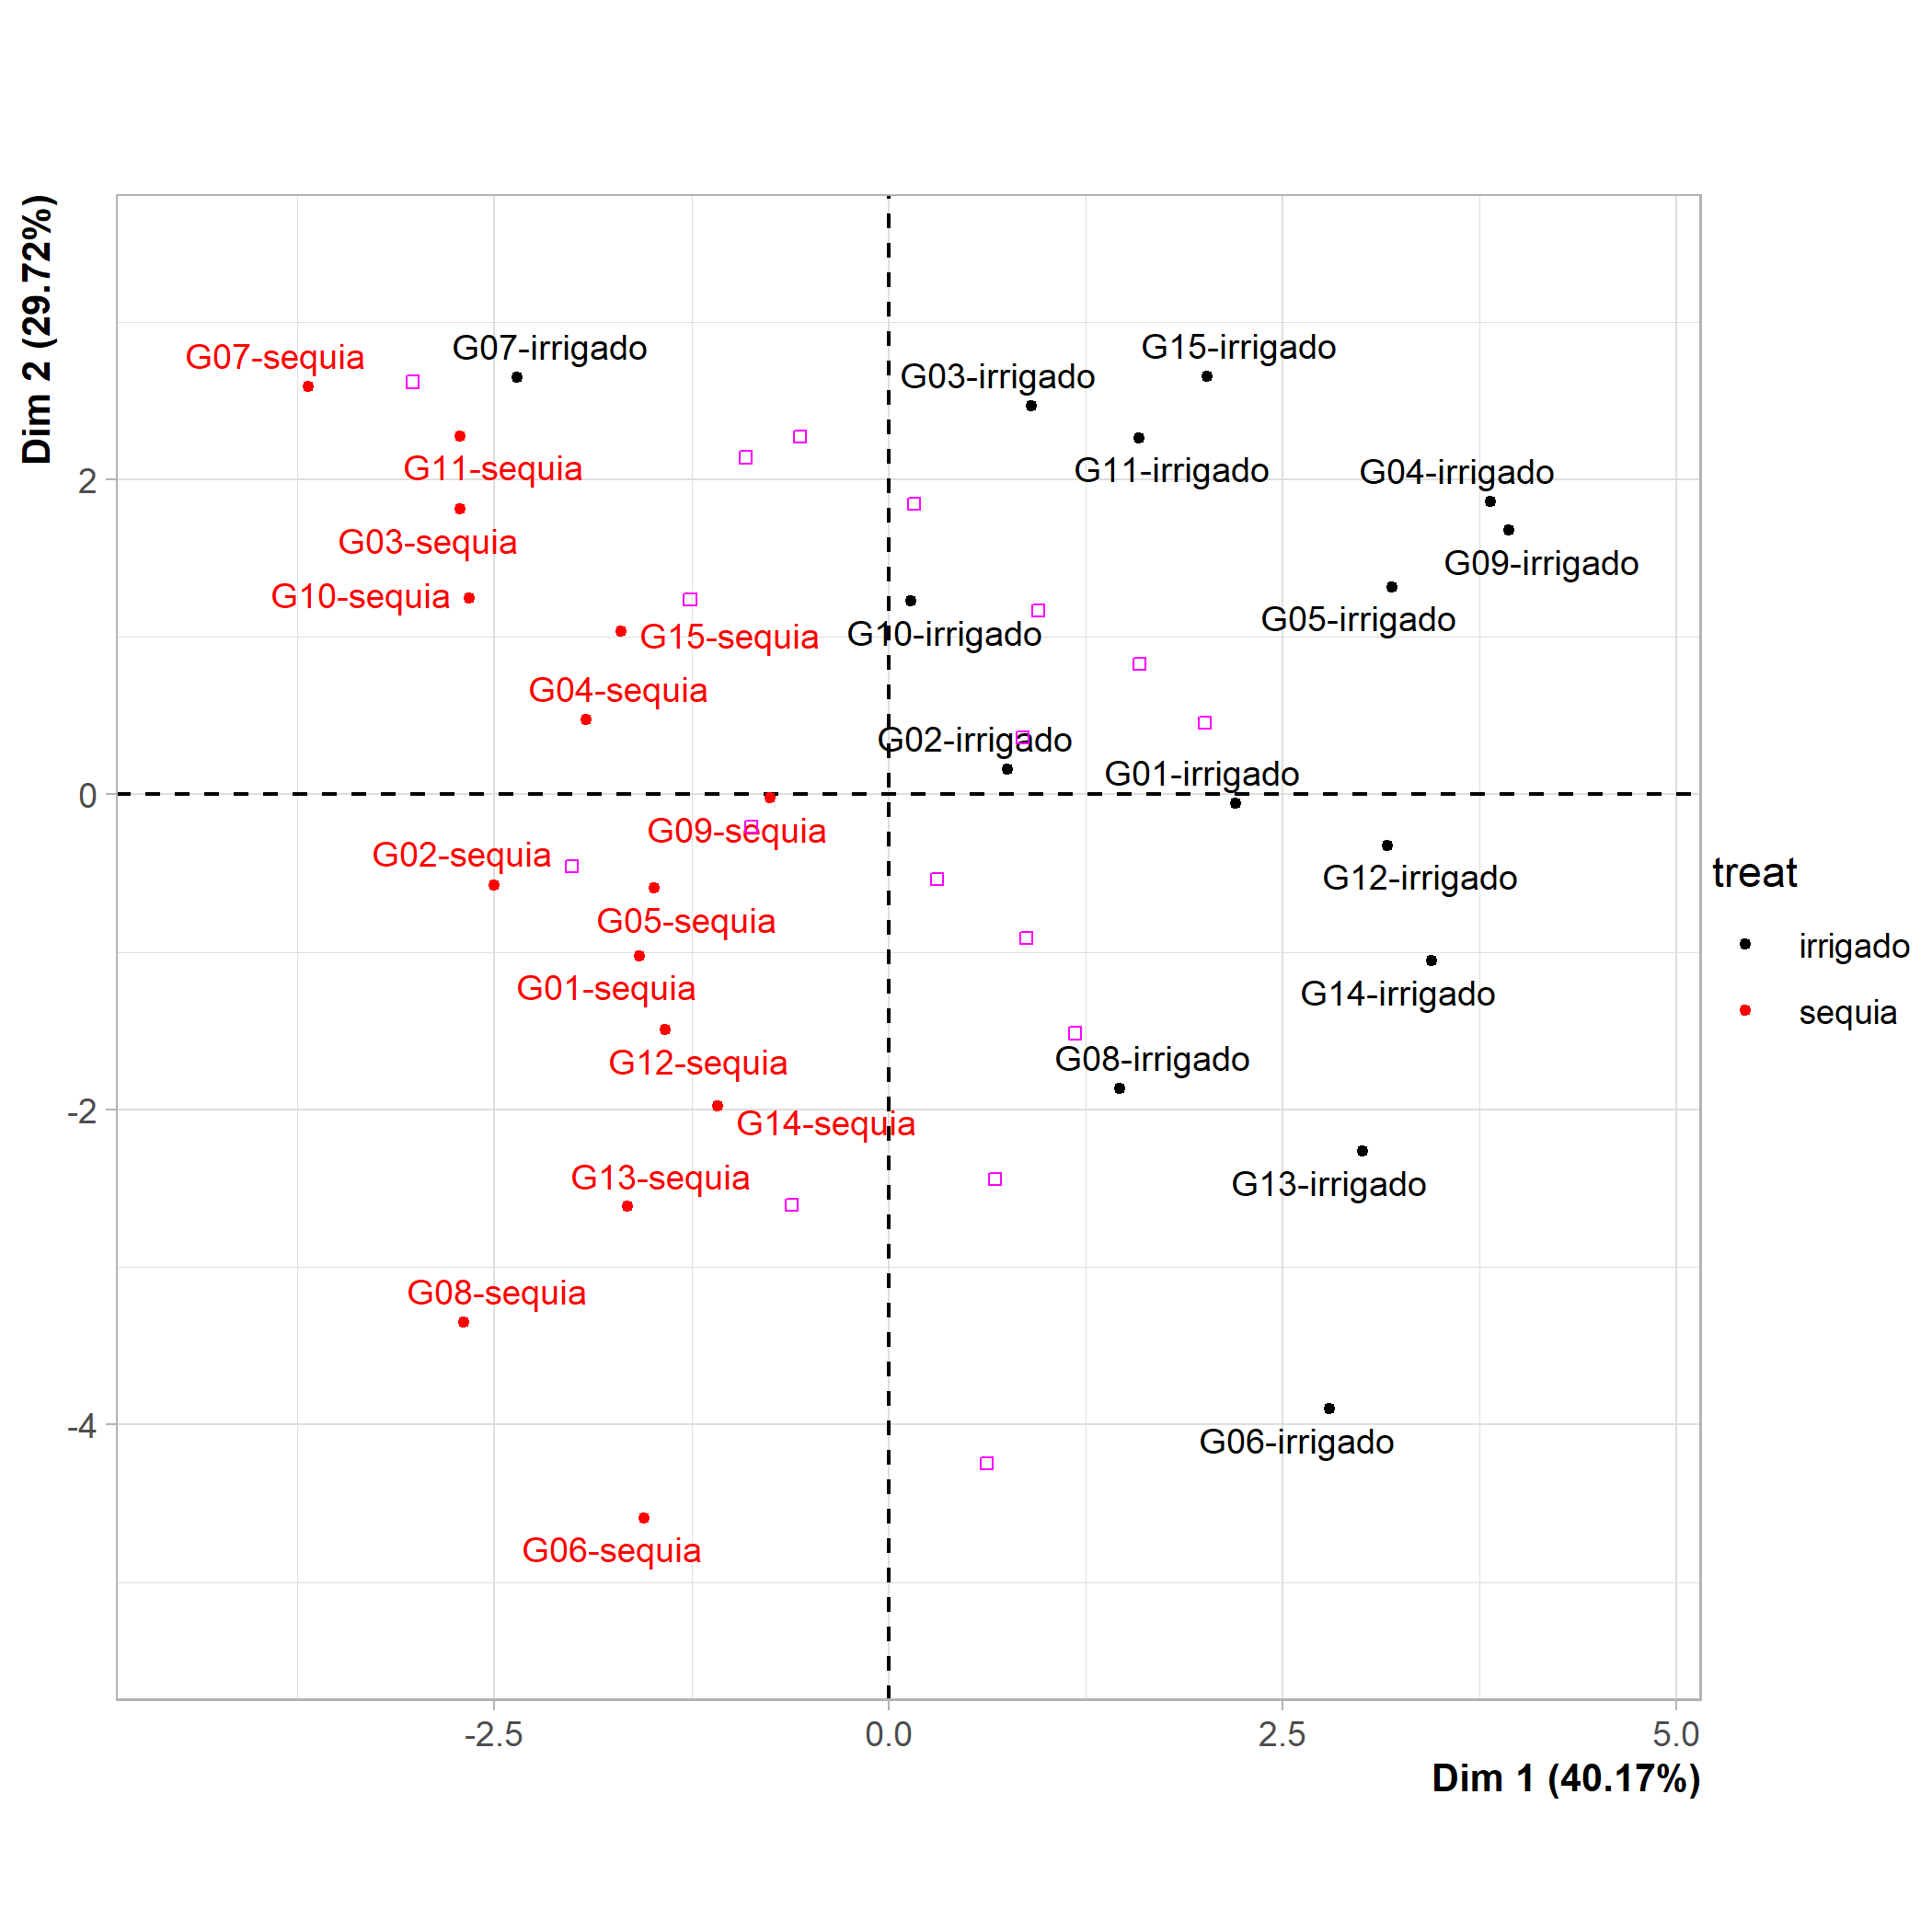 Dim 2 (29.72%)
G07-sequia
G07-irrigado
G15-irrigado
G03-irrigado
G11-sequia
G11-irrigado
G04-irrigado
2
G03-sequia
G09-irrigado
G10-sequia
G05-irrigado
G15-sequia
G10-irrigado
G04-sequia
G02-irrigado
G01-irrigado
0
G09-sequia
G02-sequia
G12-irrigado
treat
G05-sequia
irrigado
G01-sequia
G14-irrigado
sequia
G12-sequia
G08-irrigado
-2
G14-sequia
G13-sequia
G13-irrigado
G08-sequia
-4
G06-irrigado
G06-sequia
-2.5
0.0
2.5
5.0
Dim 1 (40.17%)